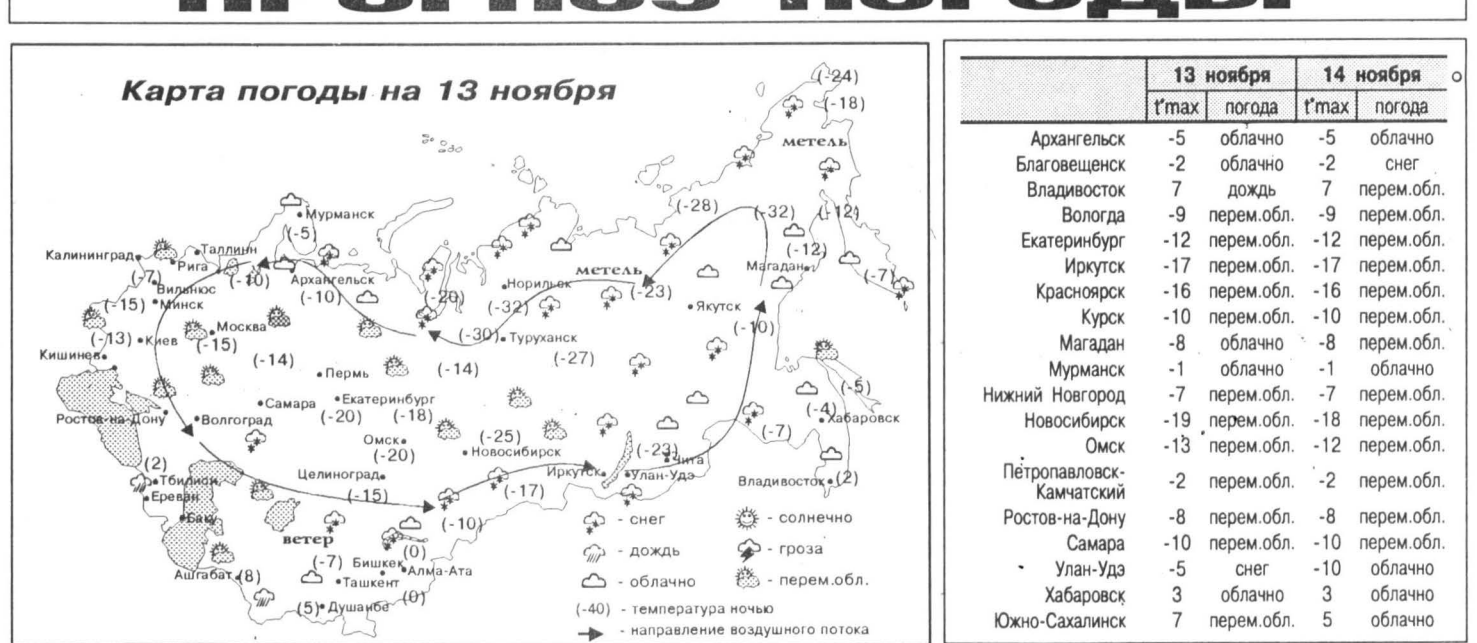 ПРОГНОЗ ПОГОДЫ
Карта погоды на 13 ноября
(-24)
(-18)
метель
Мурманск
(-5)
(-28)
(-32)
(-12)
(-12)
Магадан
(-7)
Калининград
Таллинн
Рига
(-7)
Вильнюс
(-10)
Архангельск
(-10)
(-20)
Норильск
(-32)
метель
(-23)
Якутск
(-10)
(-15)
Минск
Москва
(-15)
(-13)
Киев
(-30)
Туруханск
(-27)
Кишинев
(-14)
Пермь
(-14)
(-5)
Ростов-на-Дону
Волгоград
Самара
Екатеринбург
(-20)
(-18)
(-4)
Хабаровск
(-7)
Омск
(-20)
(-25)
Новосибирск
(-23)
Чита
Иркутск
Улан-Удэ
Владивосток
(2)
(2)
Тбилиси
Ереван
Баку
Целиноград
(-15)
(-17)
(-10)
ветер
(-7)
(0)
Бишкек
Алма-Ата
Ташкент
(0)
Ашгабат
(8)
(5)
Душанбе
- снег
- солнечно
- дождь
- гроза
- облачно
- перем.обл.
(-40) - температура ночью
- направление воздушного потока
13 ноября 14 ноября
t°max погода t°max погода
Архангельск -5 облачно -5 облачно
Благовещенск -2 облачно -2 снег
Владивосток 7 дождь 7 перем.обл.
Вологда -9 перем.обл. -9 перем.обл.
Екатеринбург -12 перем.обл. -12 перем.обл.
Иркутск -17 перем.обл. -17 перем.обл.
Красноярск -16 перем.обл. -16 перем.обл.
Курск -10 перем.обл. -10 перем.обл.
Магадан -8 облачно -8 перем.обл.
Мурманск -1 облачно -1 облачно
Нижний Новгород -7 перем.обл. -7 перем.обл.
Новосибирск -19 перем.обл. -18 перем.обл.
Омск -13 перем.обл. -12 перем.обл.
Петропавловск-
Камчатский -2 перем.обл. -2 перем.обл.
Ростов-на-Дону -8 перем.обл. -8 перем.обл.
Самара -10 перем.обл. -10 перем.обл.
Улан-Удэ -5 снег -10 облачно
Хабаровск 3 облачно 3 облачно
Южно-Сахалинск 7 перем.обл. 5 облачно